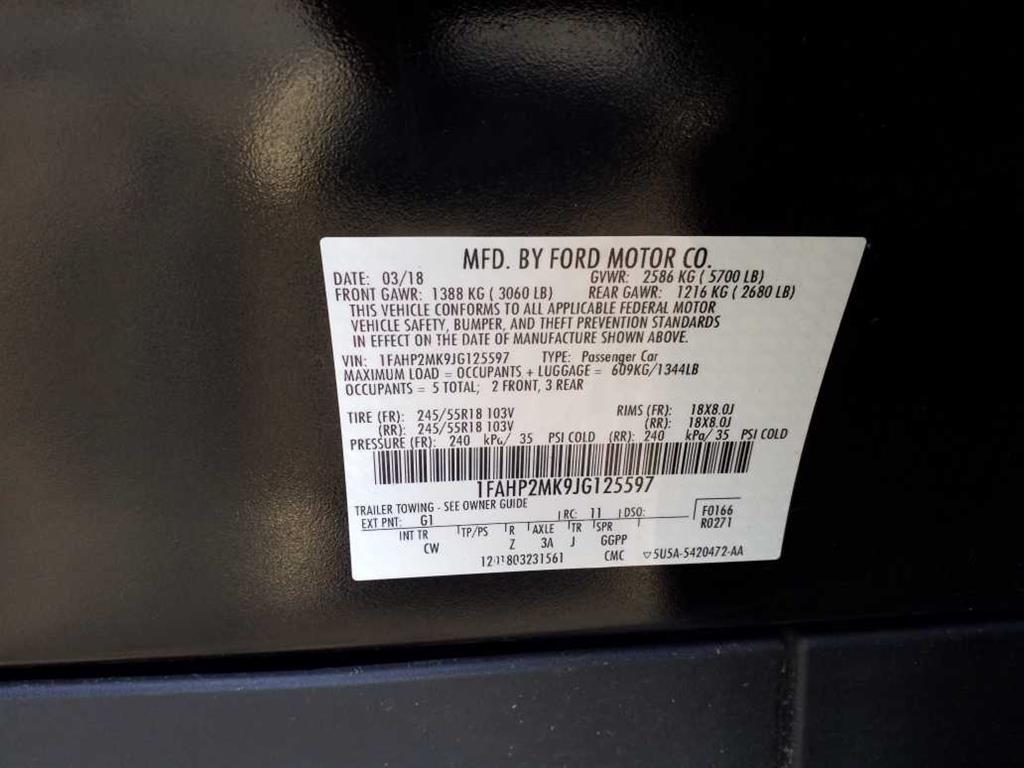 MFD. BY FORD MOTOR CO.
DATE: 03/18 GVWR: 2586 KG ( 5700 LB)
FRONT GAWR: 1388 KG ( 3060 LB) REAR GAWR: 1216 KG ( 2680 LB)
THIS VEHICLE CONFORMS TO ALL APPLICABLE FEDERAL MOTOR
VEHICLE SAFETY, BUMPER, AND THEFT PREVENTION STANDARDS
IN EFFECT ON THE DATE OF MANUFACTURE SHOWN ABOVE.
VIN: 1FAHP2MK9JG125597 TYPE: Passenger Car
MAXIMUM LOAD = OCCUPANTS + LUGGAGE = 609KG/1344LB
OCCUPANTS = 5 TOTAL; 2 FRONT, 3 REAR
TIRE (FR): 245/55R18 103V RIMS (FR): 18X8.0J
(RR): 245/55R18 103V (RR): 18X8.0J
PRESSURE (FR): 240 kPa/ 35 PSI COLD (RR): 240 kPa/ 35 PSI COLD
1FAHP2MK9JG125597
TRAILER TOWING - SEE OWNER GUIDE
EXT PNT: G1 RC: 11 DSO: F0166
R0271
INT TR TP/PS R AXLE TR SPR
CW Z 3A J GGPP
1201803231561 CMC ▽5U5A-5420472-AA